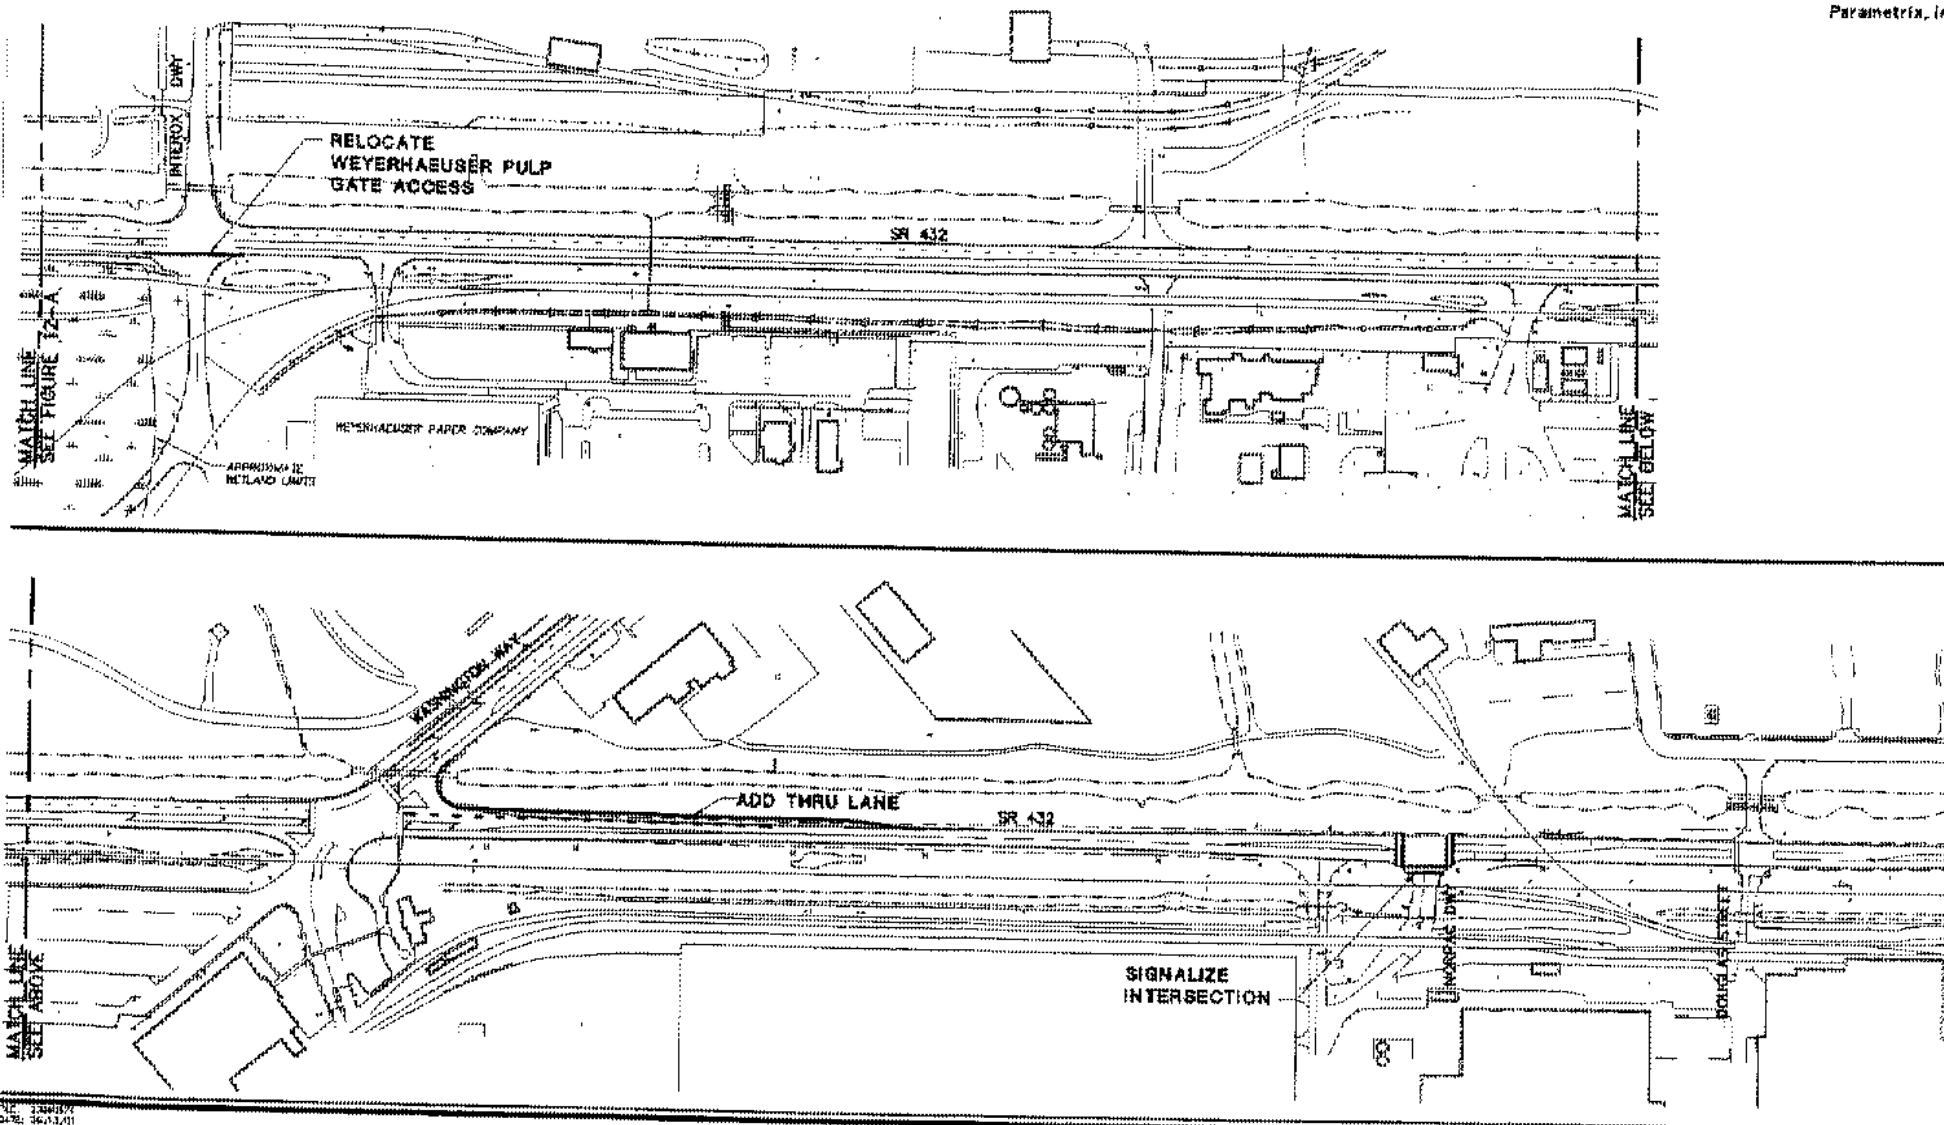 Parametrix, In
INTEROX DWY
RELOCATE
WEYERHAEUSER PULP
GATE ACCESS
SR 432
MATCH LINE
SEE FIGURE 12-A
WEYERHAEUSER PAPER COMPANY
APPROXIMATE
WETLAND LIMITS
MATCH LINE
SEE BELOW
WASHINGTON WAY
ADD THRU LANE
SR 432
MATCH LINE
SEE ABOVE
SIGNALIZE
INTERSECTION
NORPAC DWY
DOUGLAS STREET